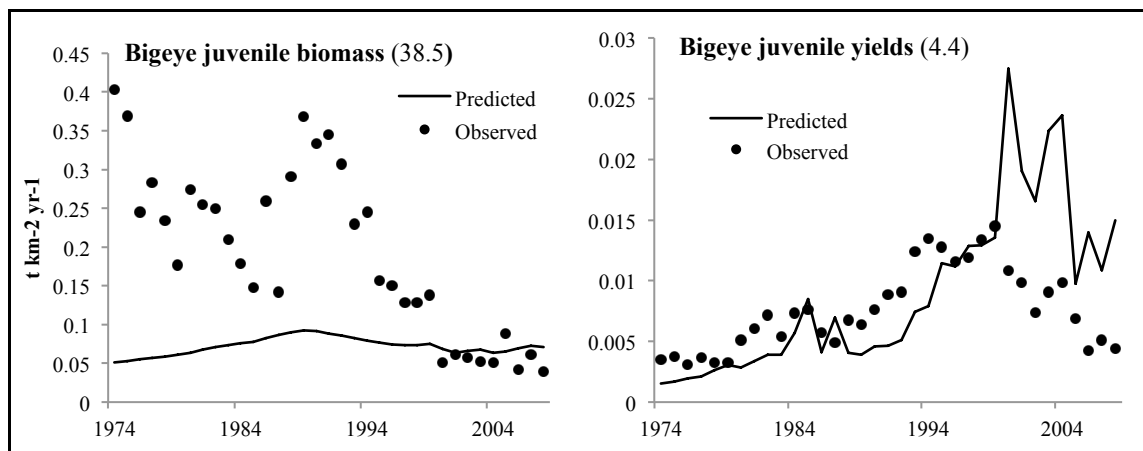 Bigeye juvenile biomass (38.5)
t km-2 yr-1
0.45
0.4
0.35
0.3
0.25
0.2
0.15
0.1
0.05
0
Predicted
Observed
1974 1984 1994 2004
Bigeye juvenile yields (4.4)
0.03
0.025
0.02
0.015
0.01
0.005
0
Predicted
Observed
1974 1984 1994 2004